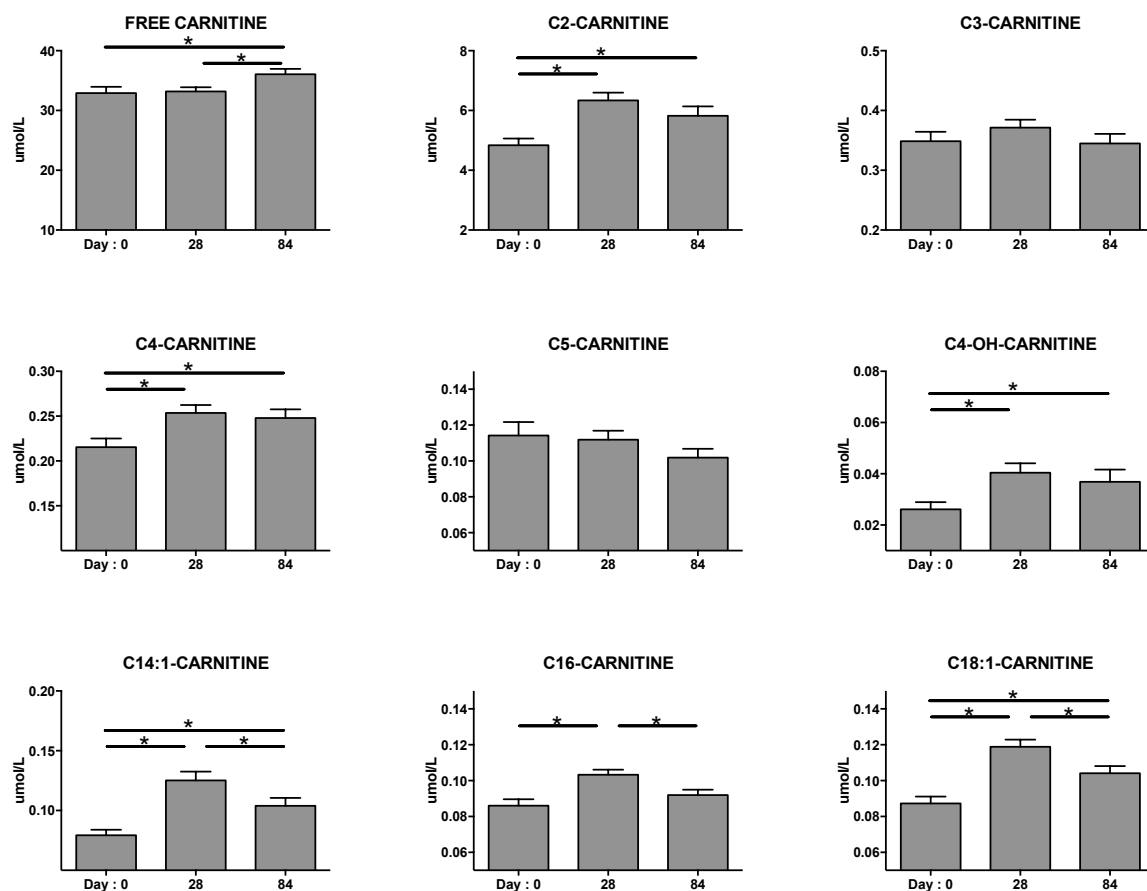 FREE CARNITINE
*
*
40
30
20
10
umol/L
Day : 0 28 84
C2-CARNITINE
*
*
8
6
4
2
umol/L
Day : 0 28 84
C3-CARNITINE
0.5
0.4
0.3
0.2
umol/L
Day : 0 28 84
C4-CARNITINE
*
*
0.30
0.25
0.20
0.15
umol/L
Day : 0 28 84
C5-CARNITINE
0.14
0.12
0.10
0.08
0.06
umol/L
Day : 0 28 84
C4-OH-CARNITINE
*
*
0.08
0.06
0.04
0.02
umol/L
Day : 0 28 84
C14:1-CARNITINE
*
* *
0.20
0.15
0.10
umol/L
Day : 0 28 84
C16-CARNITINE
* *
0.14
0.12
0.10
0.08
0.06
umol/L
Day : 0 28 84
C18:1-CARNITINE
*
* *
0.14
0.12
0.10
0.08
0.06
umol/L
Day : 0 28 84